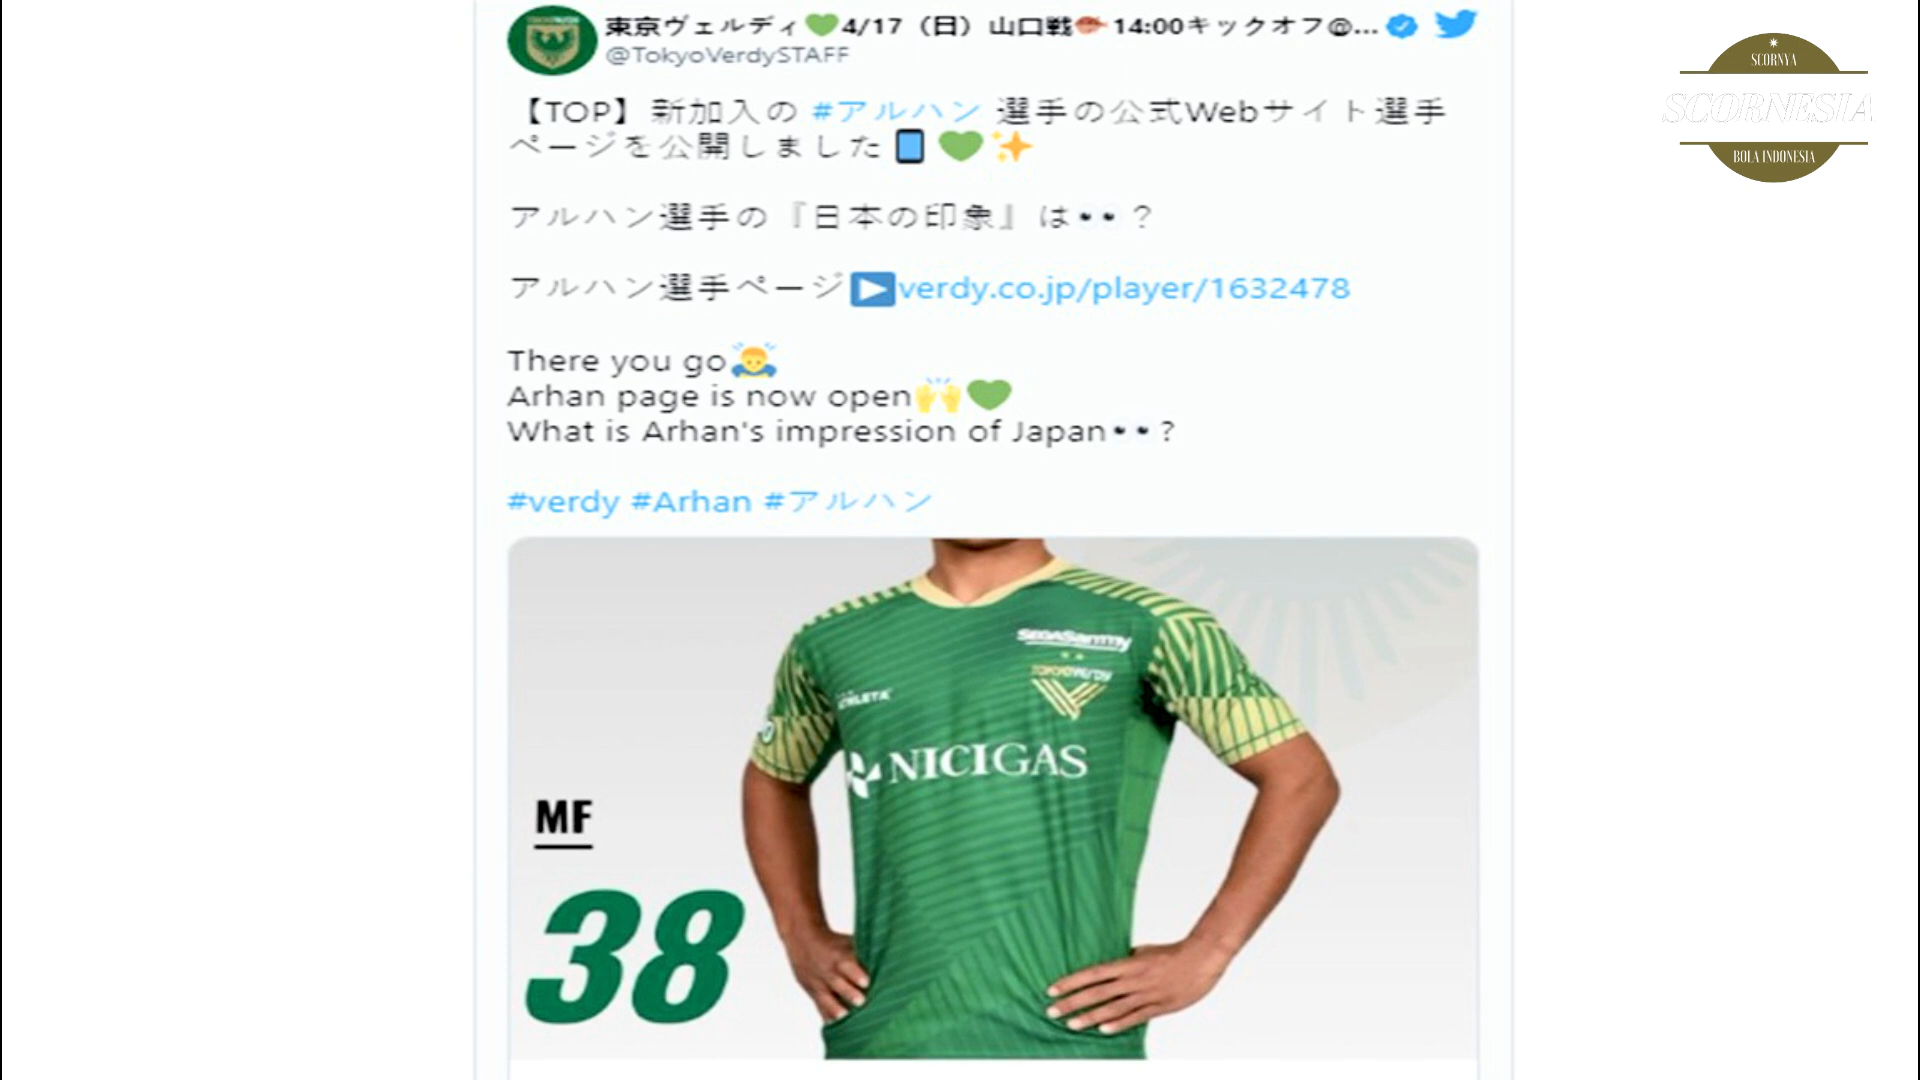 東京ヴェルディ💚4/17（日）山口戦🐡14:00キックオフ@...
@TokyoVerdySTAFF
【TOP】新加入の #アルハン 選手の公式Webサイト選手
ページを公開しました📱💚✨
アルハン選手の『日本の印象』は👀？
アルハン選手ページ▶️verdy.co.jp/player/1632478
There you go🙇
Arhan page is now open🙌💚
What is Arhan's impression of Japan👀?
#verdy #Arhan #アルハン
SEGASammy
TOKYO VERDY
ATHLETA
NICIGAS
MF
38
SCORNYA
SCORNESIA
BOLA INDONESIA